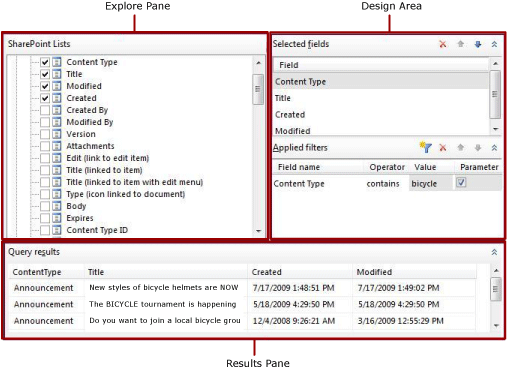 Explore Pane
Design Area
SharePoint Lists
Content Type
Title
Modified
Created
Created By
Modified By
Version
Attachments
Edit (link to edit item)
Title (linked to item)
Title (linked to item with edit menu)
Type (icon linked to document)
Body
Expires
Content Type ID
Selected fields
Field
Content Type
Title
Created
Modified
Applied filters
Field name Operator Value Parameter
Content Type contains bicycle
Query results
ContentType Title Created Modified
Announcement New styles of bicycle helmets are NOW 7/17/2009 1:48:51 PM 7/17/2009 1:49:02 PM
Announcement The BICYCLE tournament is happening 5/18/2009 4:29:50 PM 5/18/2009 4:29:50 PM
Announcement Do you want to join a local bicycle grou 12/4/2008 9:26:21 AM 3/16/2009 12:55:29 PM
Results Pane